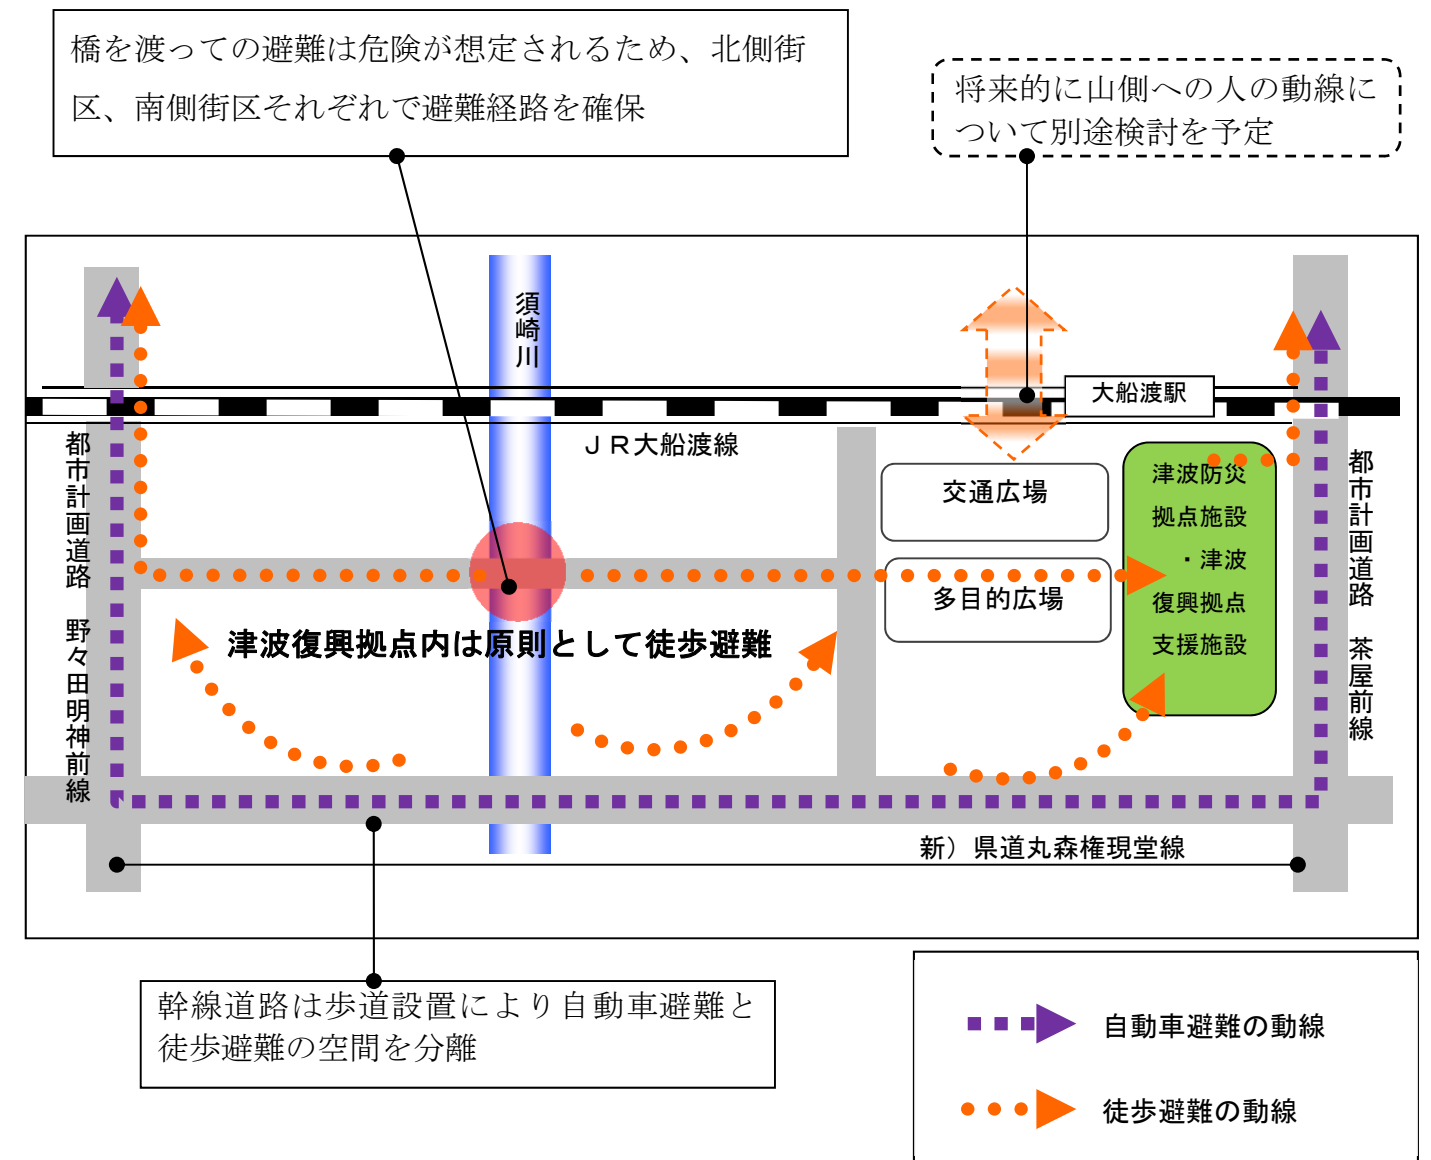 橋を渡っての避難は危険が想定されるため、北側街
区、南側街区それぞれで避難経路を確保
将来的に山側への人の動線に
ついて別途検討を予定
須崎川
大船渡駅
ＪＲ大船渡線
都市計画道路　野々田明神前線
交通広場
多目的広場
津波防災
拠点施設
・津波
復興拠点
支援施設
都市計画道路　茶屋前線
津波復興拠点内は原則として徒歩避難
新）県道丸森権現堂線
幹線道路は歩道設置により自動車避難と
徒歩避難の空間を分離
自動車避難の動線
徒歩避難の動線